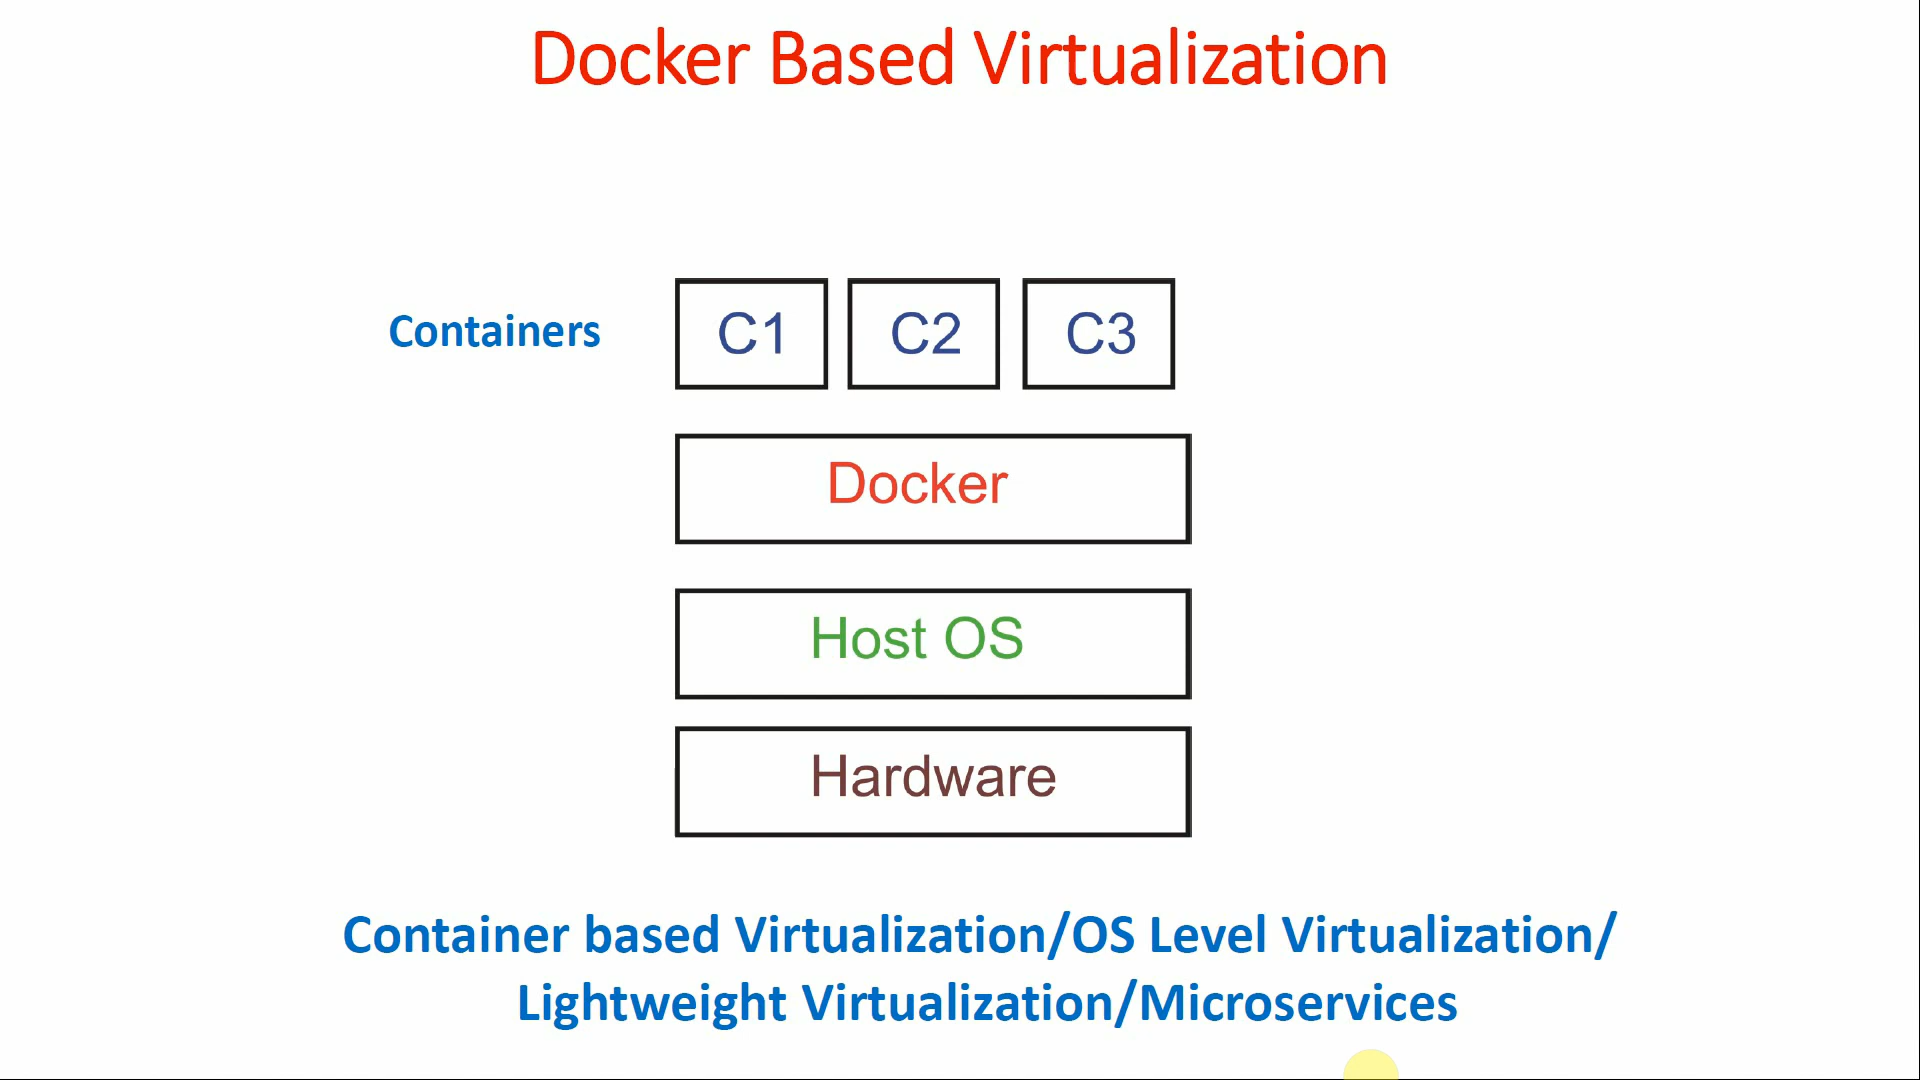 Docker Based Virtualization
Containers C1 C2 C3
Docker
Host OS
Hardware
Container based Virtualization/OS Level Virtualization/
Lightweight Virtualization/Microservices